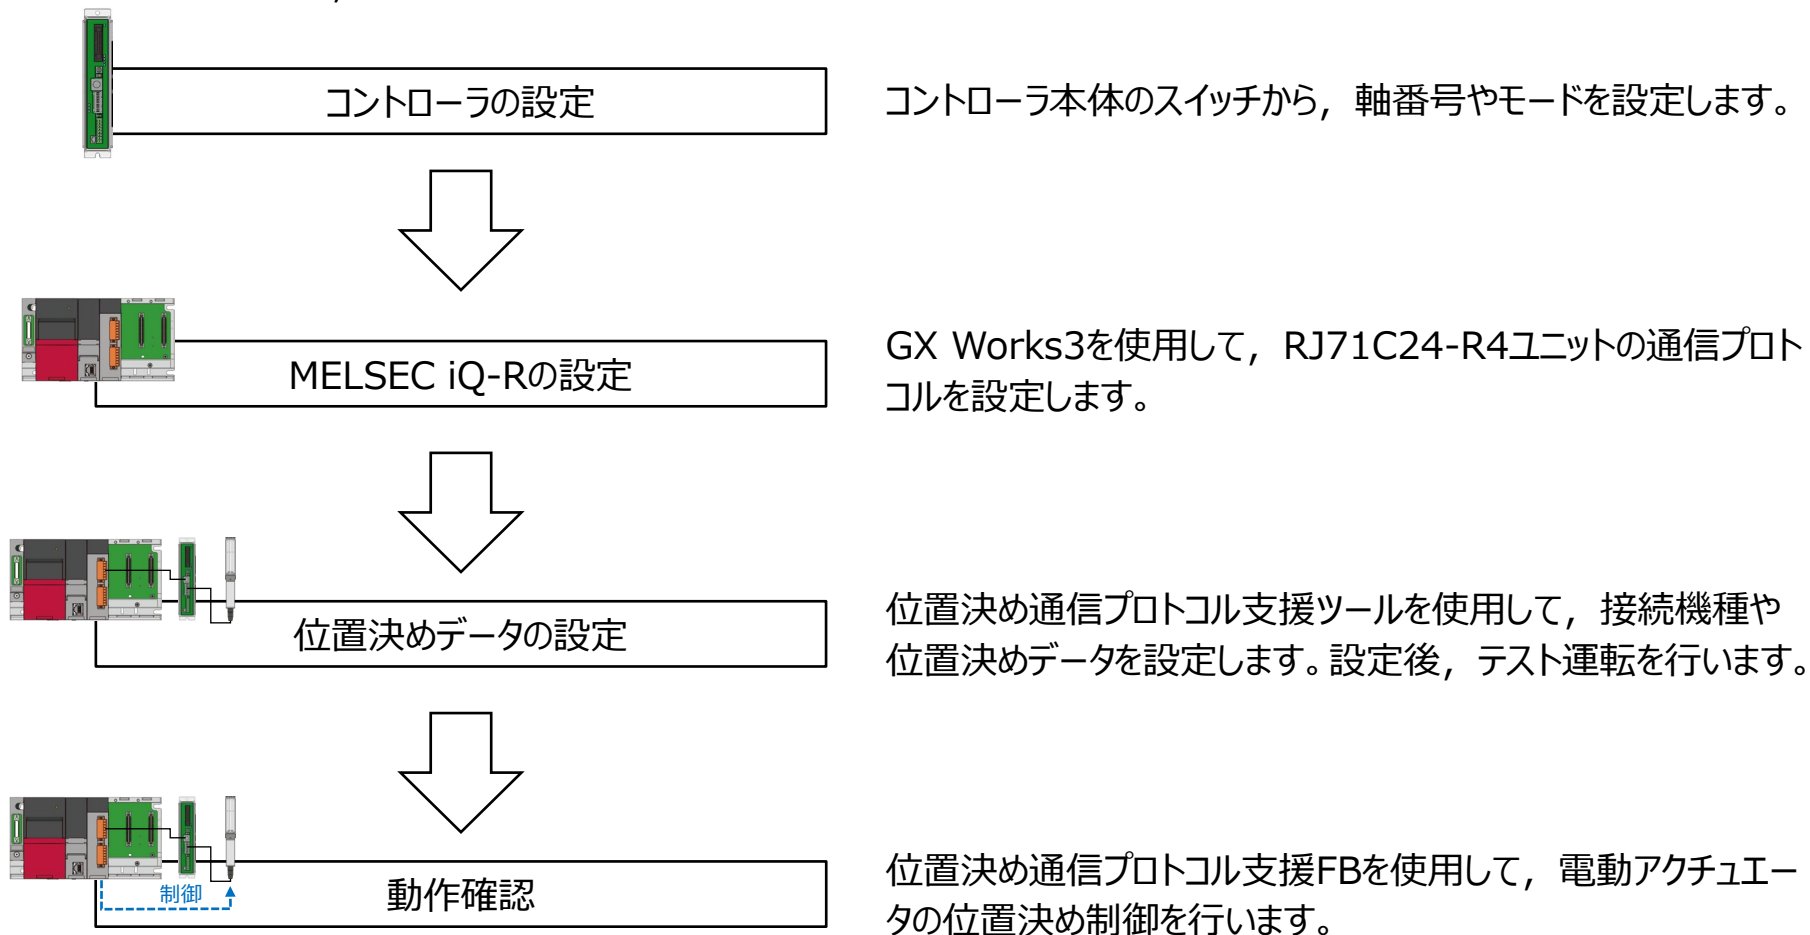 コントローラの設定
コントローラ本体のスイッチから，軸番号やモードを設定します。
MELSEC iQ-Rの設定
GX Works3を使用して，RJ71C24-R4ユニットの通信プロト
コルを設定します。
位置決めデータの設定
位置決め通信プロトコル支援ツールを使用して，接続機種や
位置決めデータを設定します。設定後，テスト運転を行います。
制御
動作確認
位置決め通信プロトコル支援FBを使用して，電動アクチュエー
タの位置決め制御を行います。